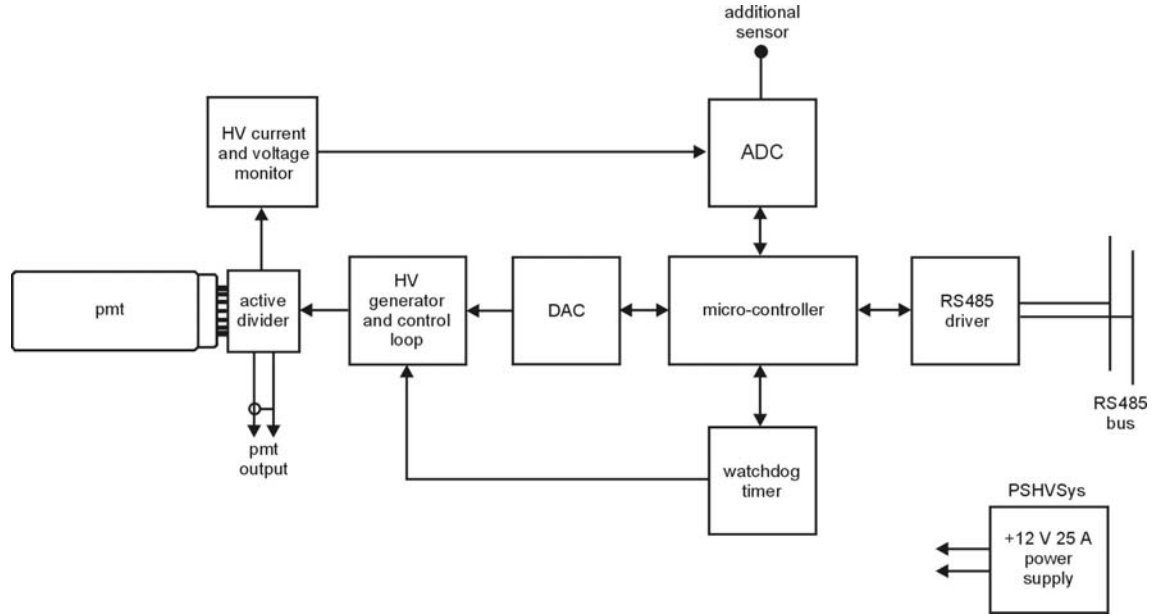 additional
sensor
HV current
and voltage
monitor
ADC
pmt
active
divider
HV
generator
and control
loop
DAC
micro-controller
RS485
driver
RS485
bus
pmt
output
watchdog
timer
PSHVSys
+12 V 25 A
power
supply